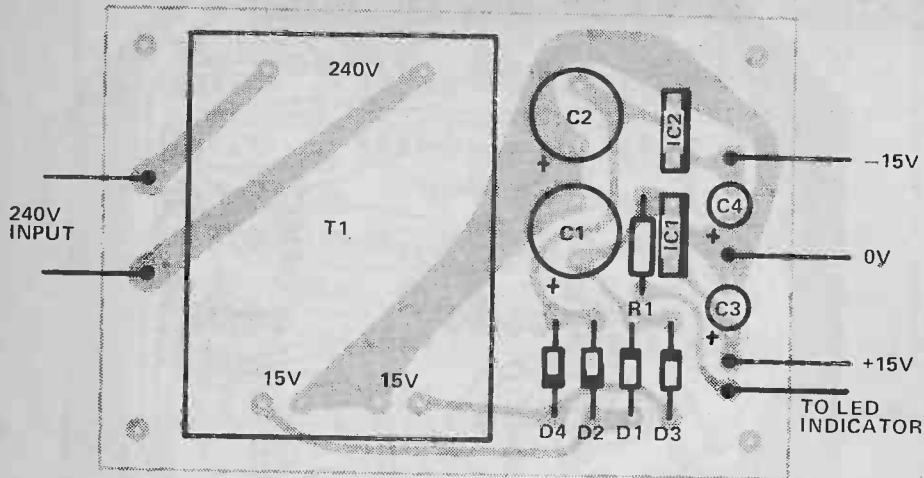 240V
C2
IC2
-15V
240V
INPUT
T1
C4
C1
IC1
+
+
0V
+
R1
C3
+
15V
15V
+15V
TO LED
INDICATOR
D4
D2
D1
D3